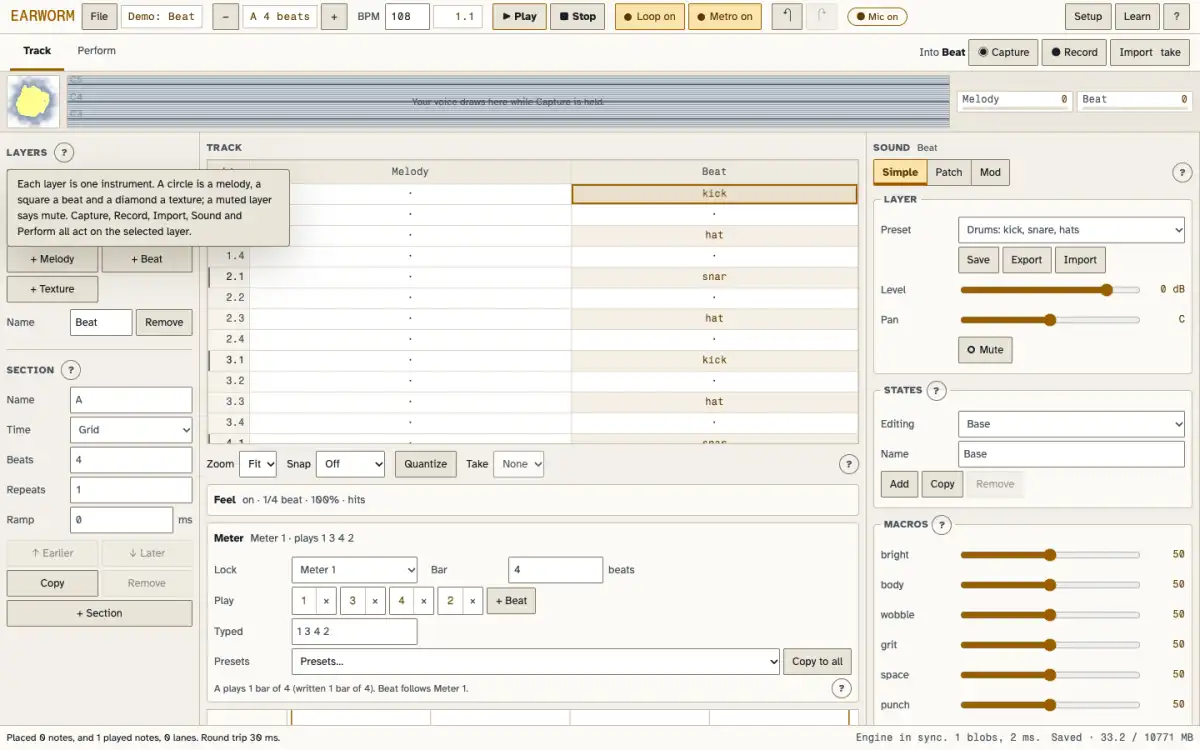 EARWORM File Demo: Beat − A 4 beats + BPM 108 1.1 Play Stop Loop on Metro on Mic on Setup Learn ?
Track Perform Into Beat Capture Record Import take
C5
C4
C3
Your voice draws here while Capture is held.
Melody 0 Beat 0
LAYERS ?
Each layer is one instrument. A circle is a melody, a
square a beat and a diamond a texture; a muted layer
says mute. Capture, Record, Import, Sound and
Perform all act on the selected layer.
+ Melody + Beat
+ Texture
Name Beat Remove
SECTION ?
Name A
Time Grid
Beats 4
Repeats 1
Ramp 0 ms
↑ Earlier ↓ Later
Copy Remove
+ Section
TRACK
Melody Beat
· kick
· ·
· hat
1.4 · ·
2.1 · snar
2.2 · ·
2.3 · hat
2.4 · ·
3.1 · kick
3.2 · ·
3.3 · hat
3.4 · ·
4.1 · snar
Zoom Fit Snap Off Quantize Take None ?
Feel on · 1/4 beat · 100% · hits
Meter Meter 1 · plays 1 3 4 2
Lock Meter 1 Bar 4 beats
Play 1 × 3 × 4 × 2 × + Beat
Typed 1 3 4 2
Presets Presets... Copy to all
A plays 1 bar of 4 (written 1 bar of 4). Beat follows Meter 1. ?
SOUND Beat
Simple Patch Mod ?
LAYER
Preset Drums: kick, snare, hats
Save Export Import
Level 0 dB
Pan C
Mute
STATES ?
Editing Base
Name Base
Add Copy Remove
MACROS ?
bright 50
body 50
wobble 50
grit 50
space 50
punch 50
Placed 0 notes, and 1 played notes, 0 lanes. Round trip 30 ms.
Engine in sync. 1 blobs, 2 ms. Saved · 33.2 / 10771 MB